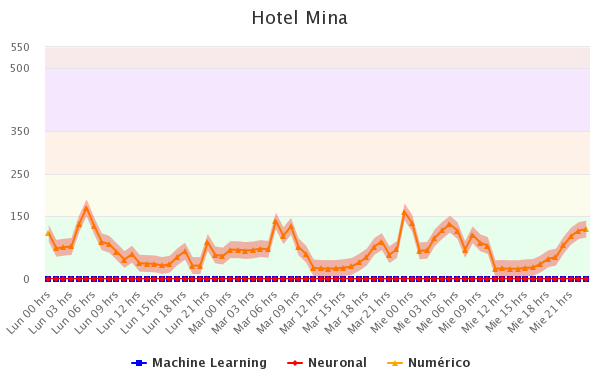 Hotel Mina
550
500
350
250
150
0
Lun 00 hrs
Lun 03 hrs
Lun 06 hrs
Lun 09 hrs
Lun 12 hrs
Lun 15 hrs
Lun 18 hrs
Lun 21 hrs
Mar 00 hrs
Mar 03 hrs
Mar 06 hrs
Mar 09 hrs
Mar 12 hrs
Mar 15 hrs
Mar 18 hrs
Mar 21 hrs
Mie 00 hrs
Mie 03 hrs
Mie 06 hrs
Mie 09 hrs
Mie 12 hrs
Mie 15 hrs
Mie 18 hrs
Mie 21 hrs
Machine Learning Neuronal Numérico